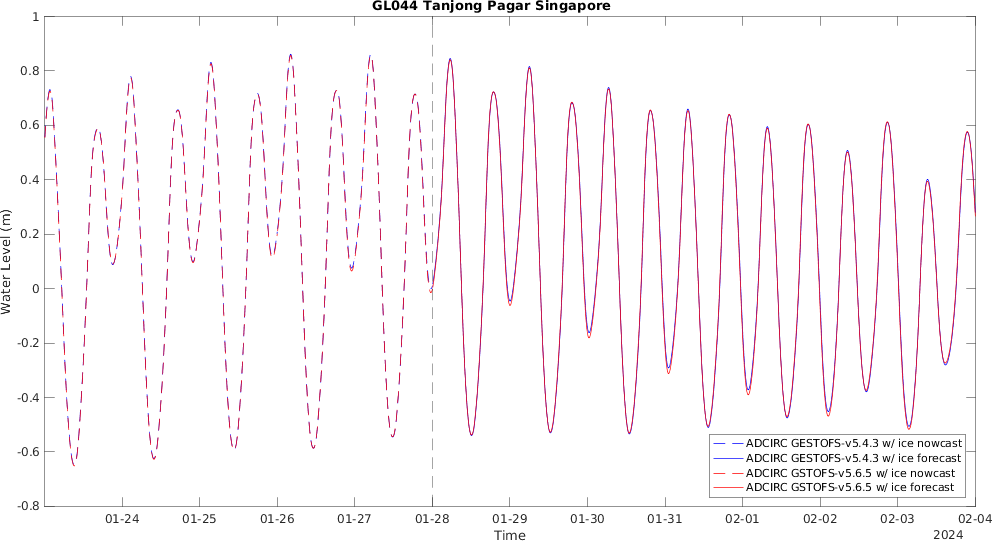 GL044 Tanjong Pagar Singapore
1
0.8
0.6
0.4
0.2
0
-0.2
-0.4
-0.6
-0.8
Water Level (m)
ADCIRC GESTOFS-v5.4.3 w/ ice nowcast
ADCIRC GESTOFS-v5.4.3 w/ ice forecast
ADCIRC GSTOFS-v5.6.5 w/ ice nowcast
ADCIRC GSTOFS-v5.6.5 w/ ice forecast
01-24 01-25 01-26 01-27 01-28 01-29 01-30 01-31 02-01 02-02 02-03 02-04
Time
2024